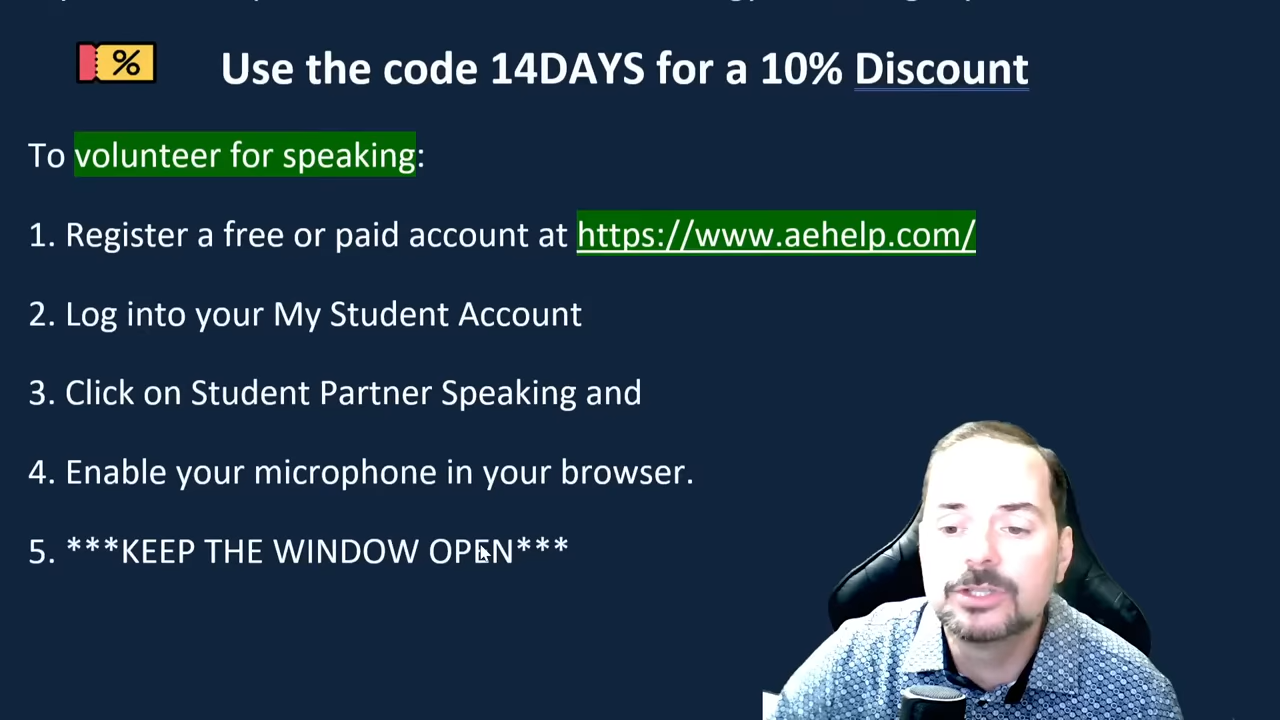 %
Use the code 14DAYS for a 10% Discount
To volunteer for speaking:
1. Register a free or paid account at https://www.aehelp.com/
2. Log into your My Student Account
3. Click on Student Partner Speaking and
4. Enable your microphone in your browser.
5. ***KEEP THE WINDOW OPEN***